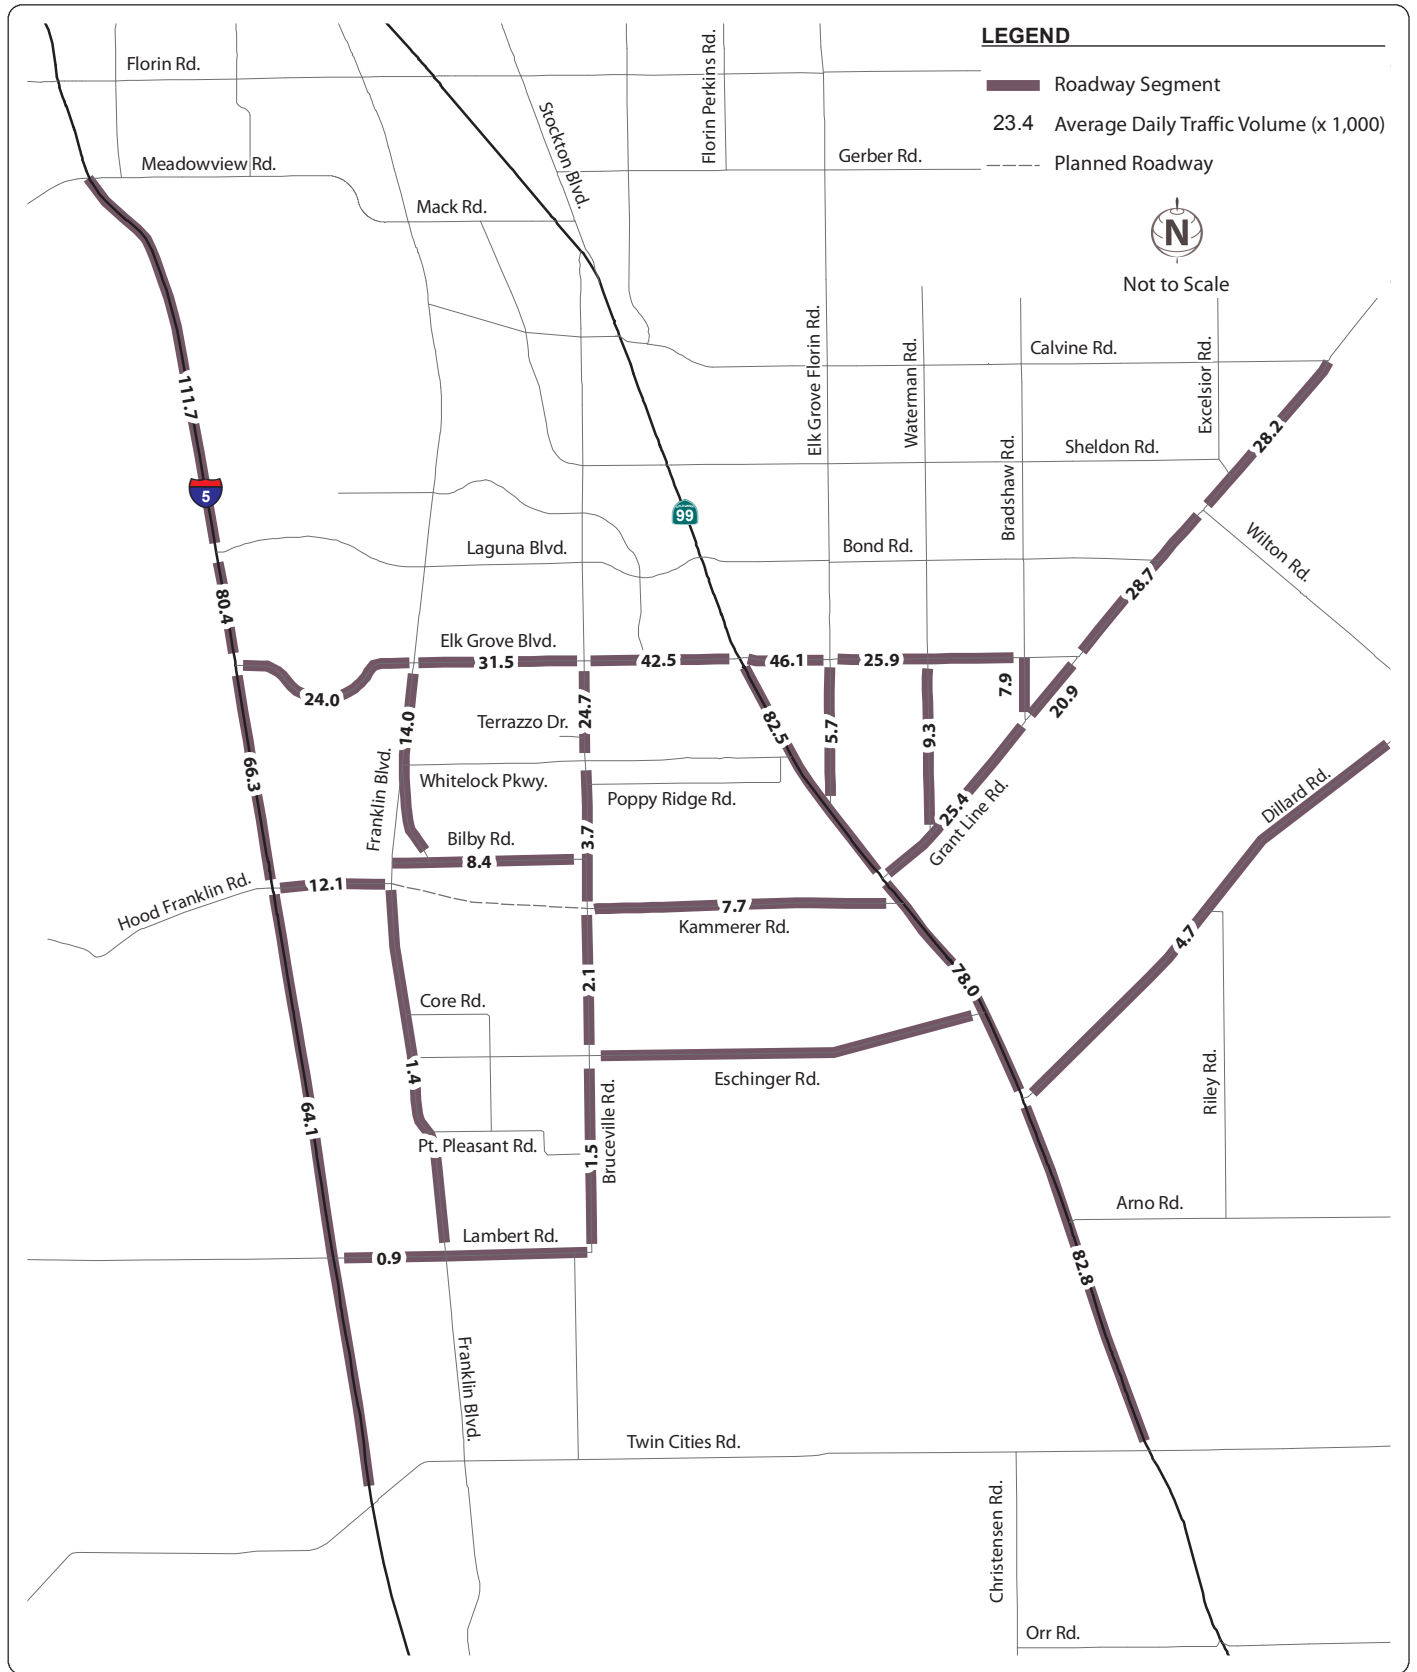 LEGEND
Roadway Segment
23.4 Average Daily Traffic Volume (x 1,000)
Planned Roadway
N
Not to Scale
Florin Rd.
Florin Perkins Rd.
Stockton Blvd.
Meadowview Rd.
Gerber Rd.
Mack Rd.
Elk Grove Florin Rd.
Waterman Rd.
Calvine Rd.
Excelsior Rd.
111.7
28.2
Bradshaw Rd.
Sheldon Rd.
5
99
Laguna Blvd.
Bond Rd.
Wilton Rd.
28.7
80.4
Elk Grove Blvd.
31.5
42.5
46.1
25.9
24.0
7.9
20.9
14.0
24.7
Terrazzo Dr.
82.5
5.7
9.3
66.3
Whitelock Pkwy.
Franklin Blvd.
Poppy Ridge Rd.
Dillard Rd.
25.4
Grant Line Rd.
3.7
Bilby Rd.
8.4
12.1
Hood Franklin Rd.
7.7
Kammerer Rd.
4.7
2.1
78.0
Core Rd.
1.4
Eschinger Rd.
Riley Rd.
64.1
Pt. Pleasant Rd.
1.5
Bruceville Rd.
Arno Rd.
Lambert Rd.
0.9
82.8
Franklin Blvd.
Twin Cities Rd.
Christensen Rd.
Orr Rd.